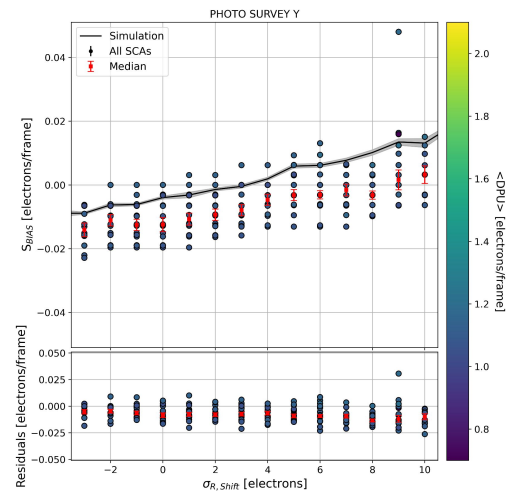 PHOTO SURVEY Y
Simulation
All SCAs
Median
0.04
0.02
0.00
−0.02
−0.04
S_BIAS [electrons/frame]
0.050
0.025
0.000
−0.025
−0.050
Residuals [electrons/frame]
−2 0 2 4 6 8 10
σ_R, Shift [electrons]
2.0
1.8
1.6
1.4
1.2
1.0
0.8
<DPU> [electrons/frame]